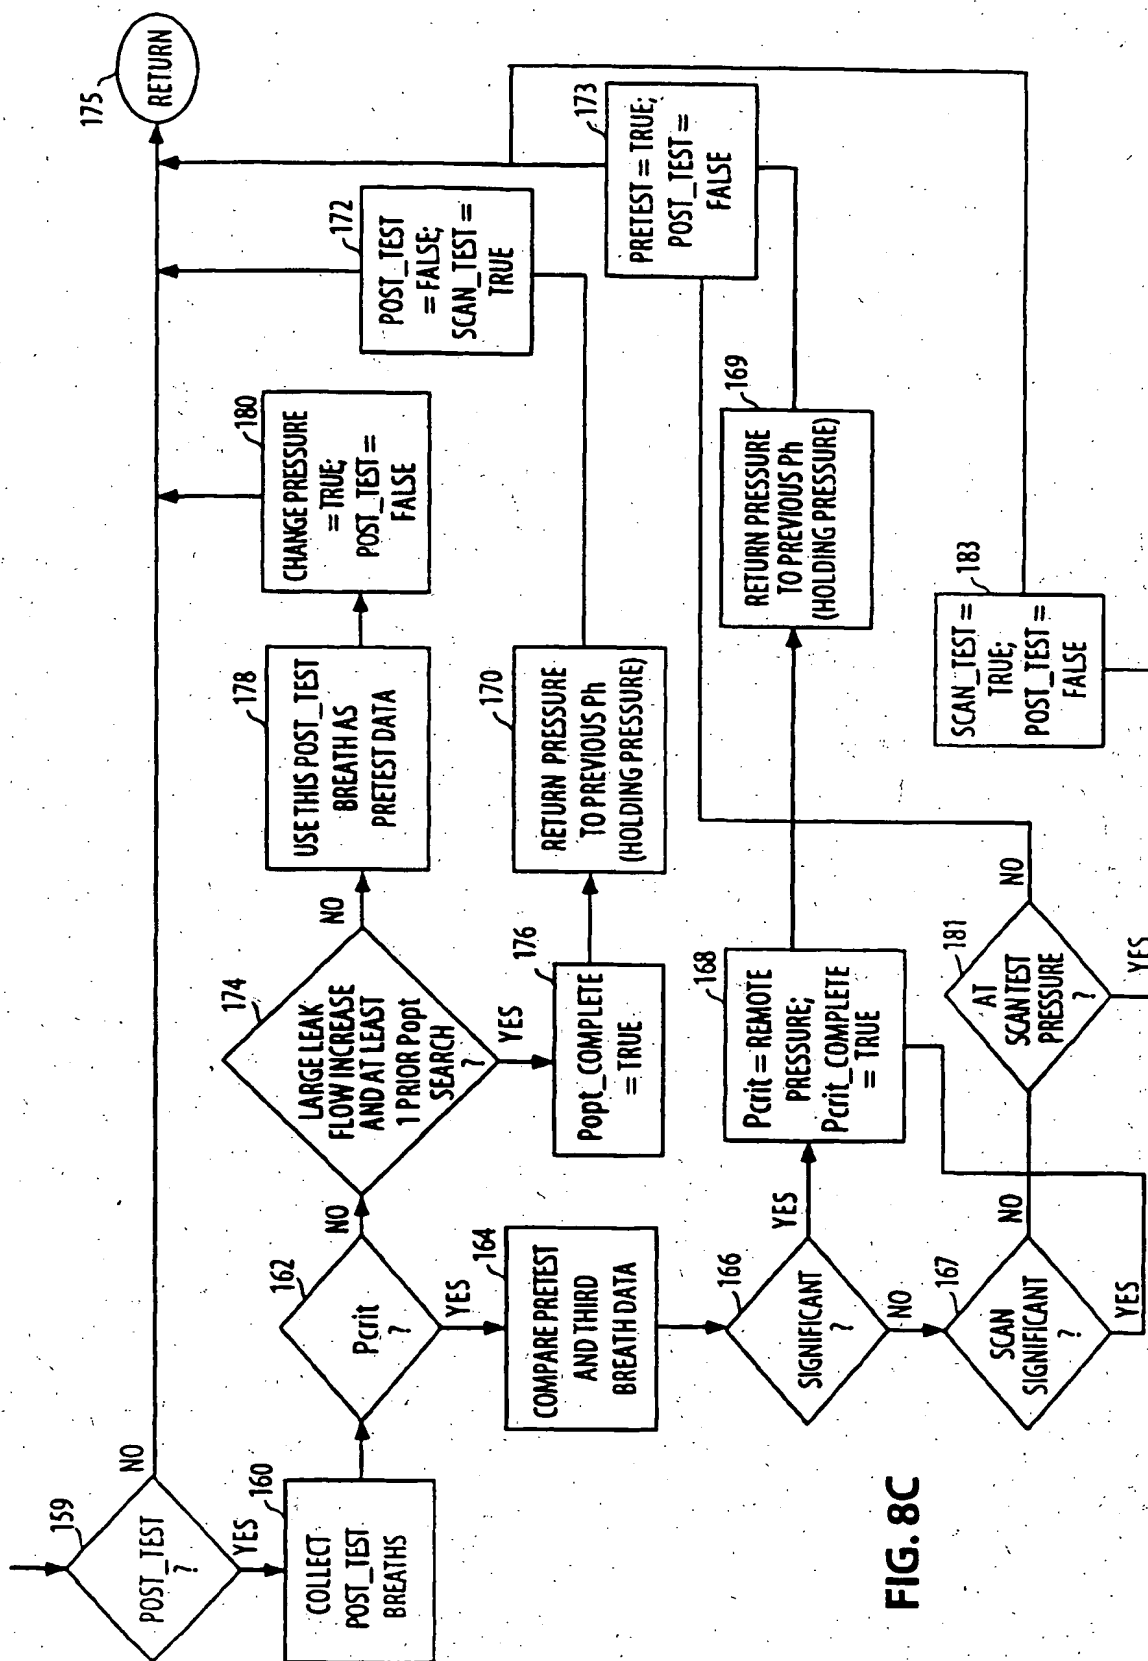 159
POST_TEST
?
NO
YES
160
COLLECT
POST_TEST
BREATHS
162
Pcrit
?
NO
YES
174
LARGE LEAK
FLOW INCREASE
AND AT LEAST
1 PRIOR Popt
SEARCH
?
NO
YES
178
USE THIS POST_TEST
BREATH AS
PRETEST DATA
180
CHANGE PRESSURE
= TRUE;
POST_TEST =
FALSE
175
RETURN
176
Popt_COMPLETE
= TRUE
170
RETURN PRESSURE
TO PREVIOUS Ph
(HOLDING PRESSURE)
172
POST_TEST
= FALSE;
SCAN_TEST =
TRUE
164
COMPARE PRETEST
AND THIRD
BREATH DATA
166
SIGNIFICANT
?
YES
NO
168
Pcrit = REMOTE
PRESSURE;
Pcrit_COMPLETE
= TRUE
169
RETURN PRESSURE
TO PREVIOUS Ph
(HOLDING PRESSURE)
173
PRETEST = TRUE;
POST_TEST =
FALSE
167
SCAN
SIGNIFICANT
?
NO
YES
181
AT
SCANTEST
PRESSURE
?
NO
YES
183
SCAN_TEST =
TRUE;
POST_TEST =
FALSE
FIG. 8C